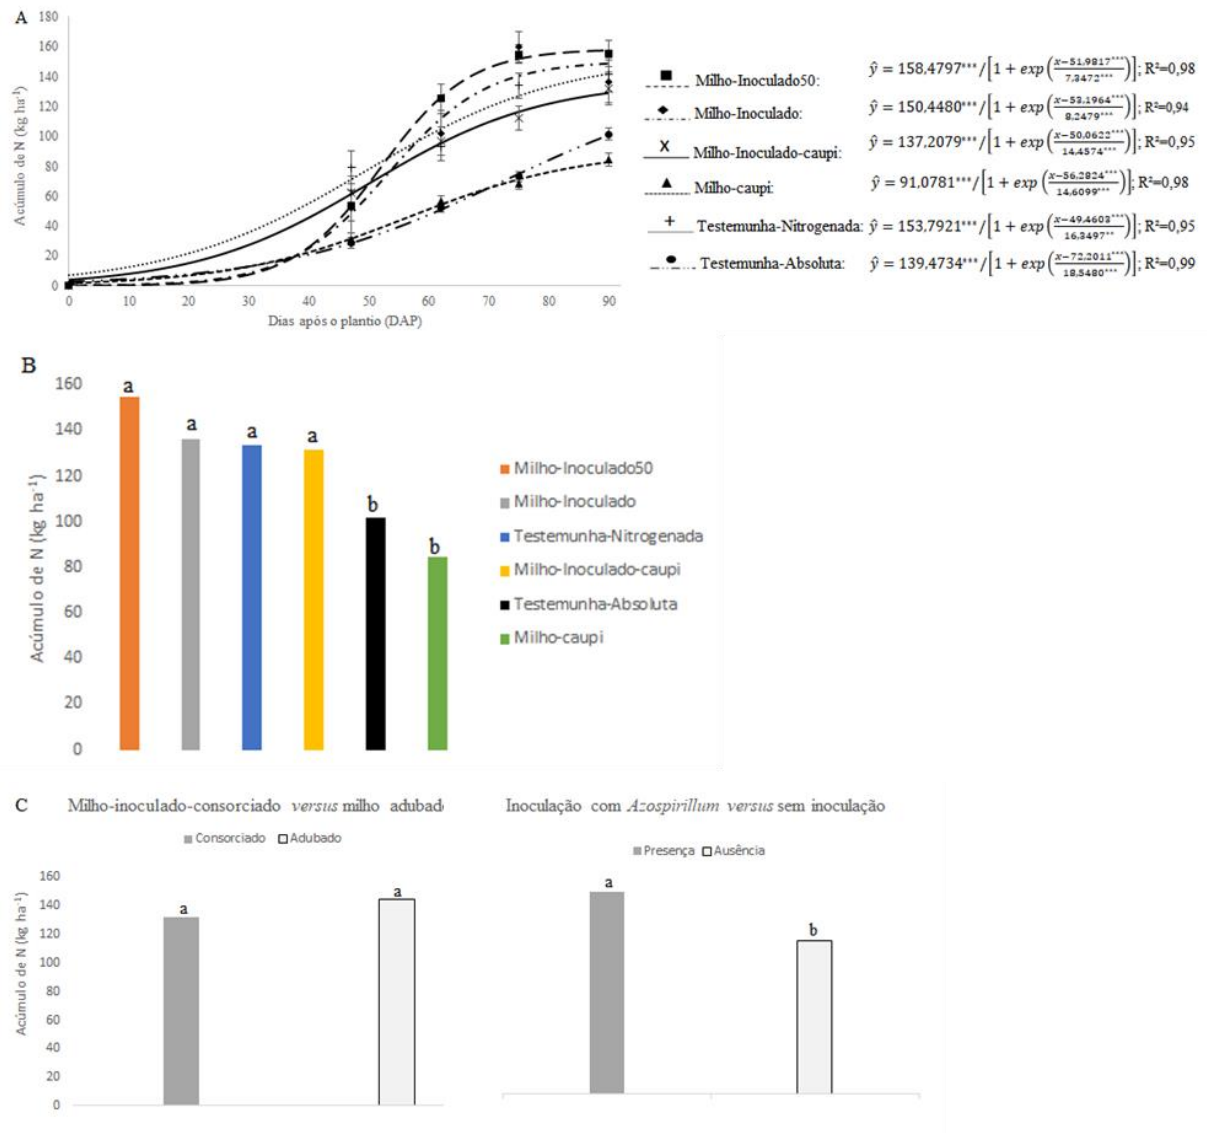 A
180
160
140
120
100
80
60
40
20
0
0 10 20 30 40 50 60 70 80 90
Acúmulo de N (kg ha⁻¹)
Dias após o plantio (DAP)
Milho-Inoculado50: ŷ = 158,4797***/[1 + exp(x−51,9817***/7,3472***)]; R²=0,98
Milho-Inoculado: ŷ = 150,4480***/[1 + exp(x−53,1964***/8,2479***)]; R²=0,94
Milho-Inoculado-caupi: ŷ = 137,2079***/[1 + exp(x−50,0622***/14,4574***)]; R²=0,95
Milho-caupi: ŷ = 91,0781***/[1 + exp(x−56,2824***/14,6099***)]; R²=0,98
Testemunha-Nitrogenada: ŷ = 153,7921***/[1 + exp(x−49,4603***/16,3497**)]; R²=0,95
Testemunha-Absoluta: ŷ = 139,4734***/[1 + exp(x−72,2011***/18,5480***)]; R²=0,99
B
160
140
120
100
80
60
40
20
0
Acúmulo de N (kg ha⁻¹)
a a a a b b
Milho-Inoculado50
Milho-Inoculado
Testemunha-Nitrogenada
Milho-Inoculado-caupi
Testemunha-Absoluta
Milho-caupi
C
Milho-inoculado-consorciado versus milho adubad
Consorciado Adubado
160
140
120
100
80
60
40
20
0
Acúmulo de N (kg ha⁻¹)
a a
Inoculação com Azospirillum versus sem inoculação
Presença Ausência
a b